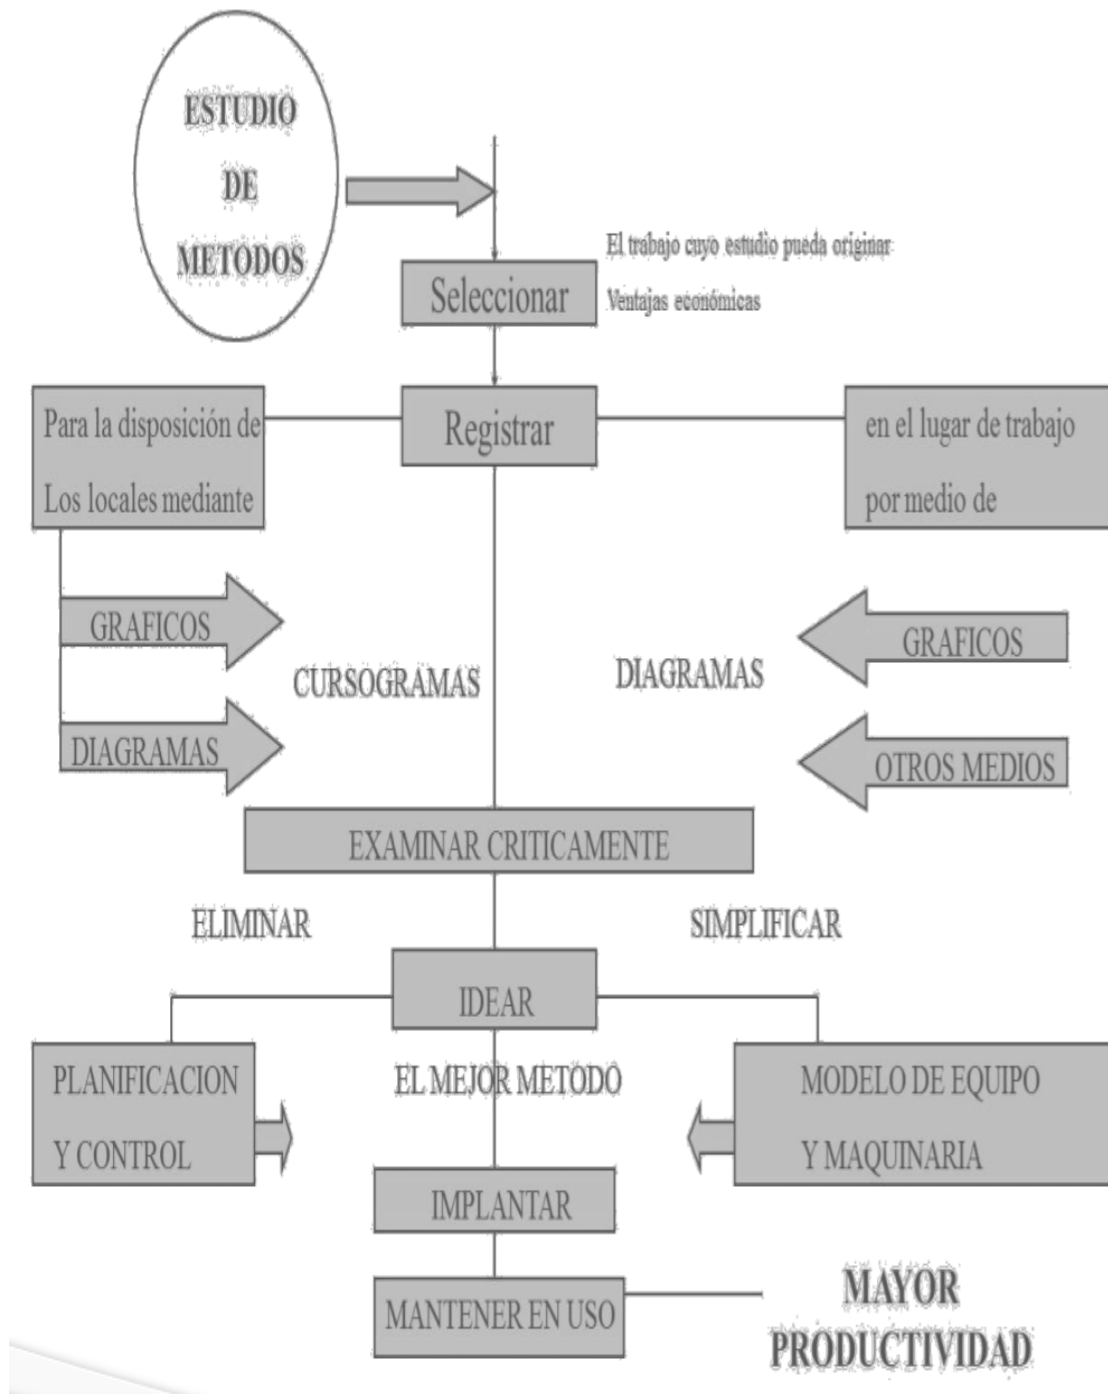 ESTUDIO
DE
METODOS
El trabajo cuyo estudio pueda originar
Ventajas económicas
Seleccionar
Registrar
Para la disposición de
Los locales mediante
en el lugar de trabajo
por medio de
GRAFICOS
DIAGRAMAS
CURSOGRAMAS
DIAGRAMAS
GRAFICOS
OTROS MEDIOS
EXAMINAR CRITICAMENTE
ELIMINAR
SIMPLIFICAR
IDEAR
PLANIFICACION
Y CONTROL
EL MEJOR METODO
MODELO DE EQUIPO
Y MAQUINARIA
IMPLANTAR
MANTENER EN USO
MAYOR
PRODUCTIVIDAD